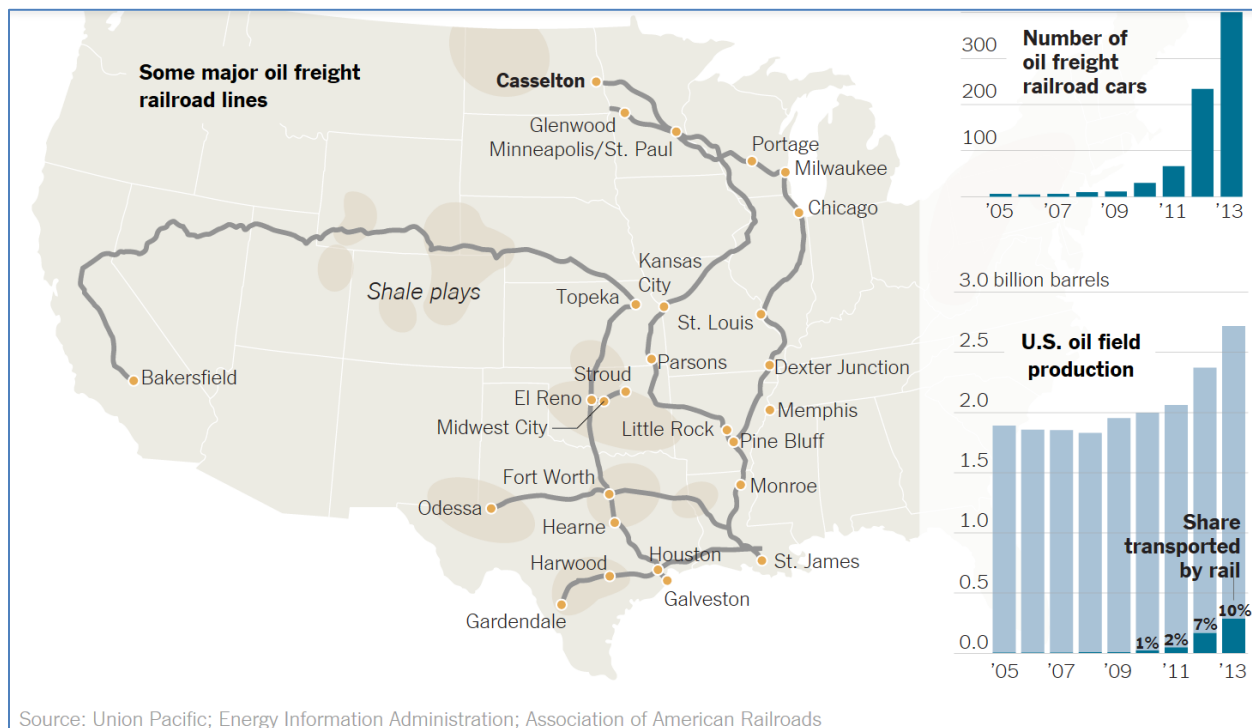 Some major oil freight
railroad lines
Casselton
Glenwood
Minneapolis/St. Paul
Portage
Milwaukee
Chicago
Kansas
City
Shale plays
Topeka
St. Louis
Bakersfield
Parsons
Dexter Junction
Stroud
El Reno
Midwest City
Memphis
Little Rock
Pine Bluff
Fort Worth
Monroe
Odessa
Hearne
Houston
St. James
Harwood
Galveston
Gardendale
Number of
oil freight
railroad cars
300
200
100
'05 '07 '09 '11 '13
3.0 billion barrels
U.S. oil field
production
2.5
2.0
1.5
1.0
0.5
0.0
Share
transported
by rail
1% 2% 7% 10%
'05 '07 '09 '11 '13
Source: Union Pacific; Energy Information Administration; Association of American Railroads